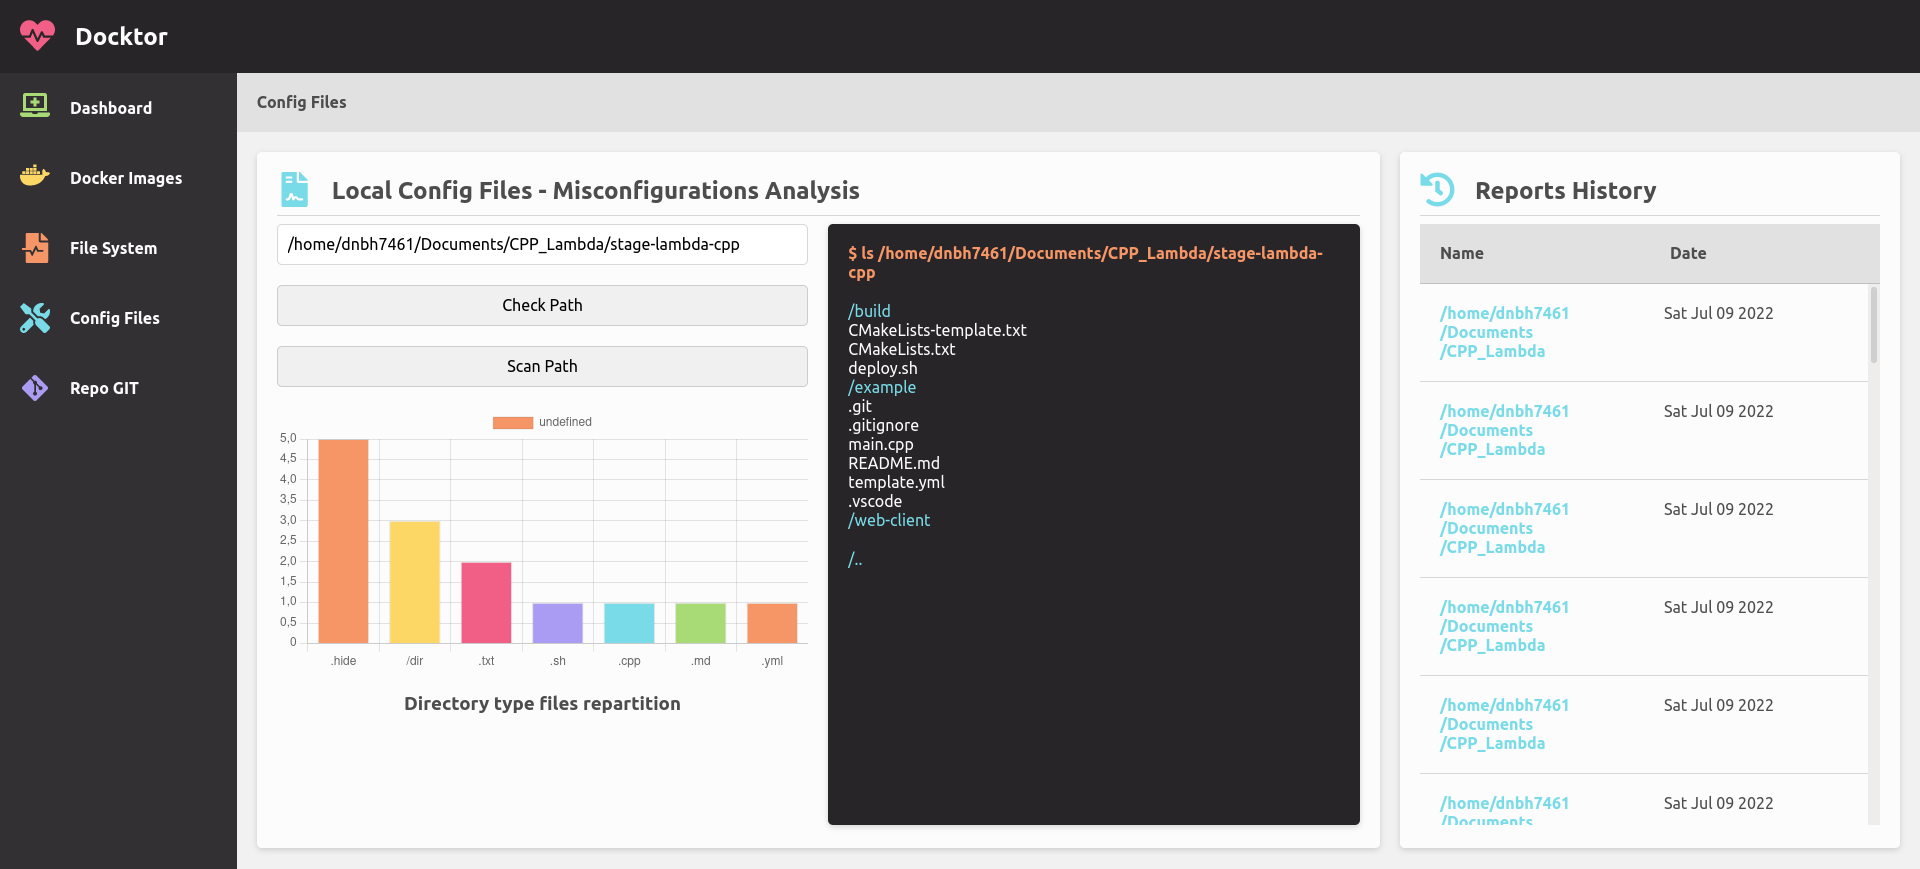 Docktor
Dashboard
Docker Images
File System
Config Files
Repo GIT
Config Files
Local Config Files - Misconfigurations Analysis
/home/dnbh7461/Documents/CPP_Lambda/stage-lambda-cpp
Check Path
Scan Path
undefined
5,0
4,5
4,0
3,5
3,0
2,5
2,0
1,5
1,0
0,5
0
.hide /dir .txt .sh .cpp .md .yml
Directory type files repartition
$ ls /home/dnbh7461/Documents/CPP_Lambda/stage-lambda-
cpp
/build
CMakeLists-template.txt
CMakeLists.txt
deploy.sh
/example
.git
.gitignore
main.cpp
README.md
template.yml
.vscode
/web-client
/..
Reports History
Name Date
/home/dnbh7461 Sat Jul 09 2022
/Documents
/CPP_Lambda
/home/dnbh7461 Sat Jul 09 2022
/Documents
/CPP_Lambda
/home/dnbh7461 Sat Jul 09 2022
/Documents
/CPP_Lambda
/home/dnbh7461 Sat Jul 09 2022
/Documents
/CPP_Lambda
/home/dnbh7461 Sat Jul 09 2022
/Documents
/CPP_Lambda
/home/dnbh7461 Sat Jul 09 2022
/Documents